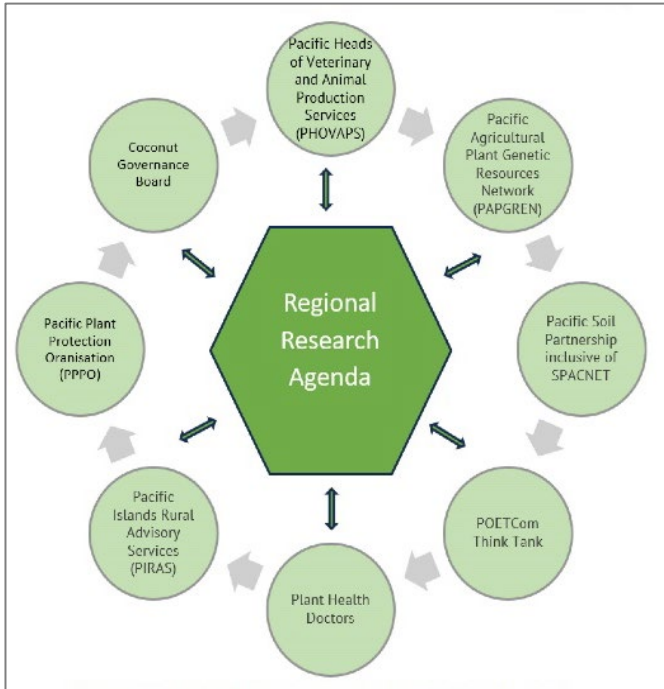 Pacific Heads
of Veterinary
and Animal
Production
Services
(PHOVAPS)
Pacific
Agricultural
Plant Genetic
Resources
Network
(PAPGREN)
Pacific Soil
Partnership
inclusive of
SPACNET
POETCom
Think Tank
Plant Health
Doctors
Pacific
Islands Rural
Advisory
Services
(PIRAS)
Pacific Plant
Protection
Oranisation
(PPPO)
Coconut
Governance
Board
Regional
Research
Agenda